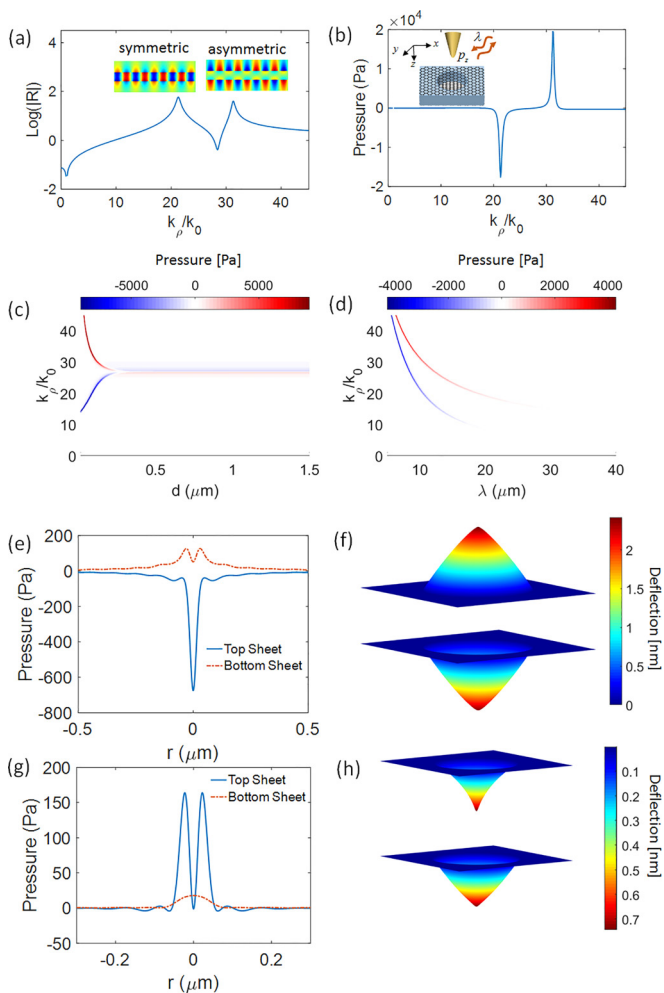 (a)
4
symmetric
asymmetric
Log(|R|)
2
0
-2
0
10
20
30
40
kρ/k0
(b)
×10^4
2
Pressure (Pa)
1
0
-1
-2
y
x
z
pz
λ
0
10
20
30
40
kρ/k0
Pressure [Pa]
-5000
0
5000
(c)
kρ/k0
40
30
20
10
0
0.5
1
1.5
d (μm)
Pressure [Pa]
-4000
-2000
0
2000
4000
(d)
kρ/k0
40
30
20
10
0
10
20
30
40
λ (μm)
(e)
200
0
-200
-400
-600
-800
Pressure (Pa)
Top Sheet
Bottom Sheet
-0.5
0
0.5
r (μm)
(f)
2
1.5
1
0.5
0
Deflection [nm]
(g)
150
100
50
0
50
Pressure (Pa)
Top Sheet
Bottom Sheet
-0.2
0
0.2
r (μm)
(h)
0.1
0.2
0.3
0.4
0.5
0.6
0.7
Deflection [nm]